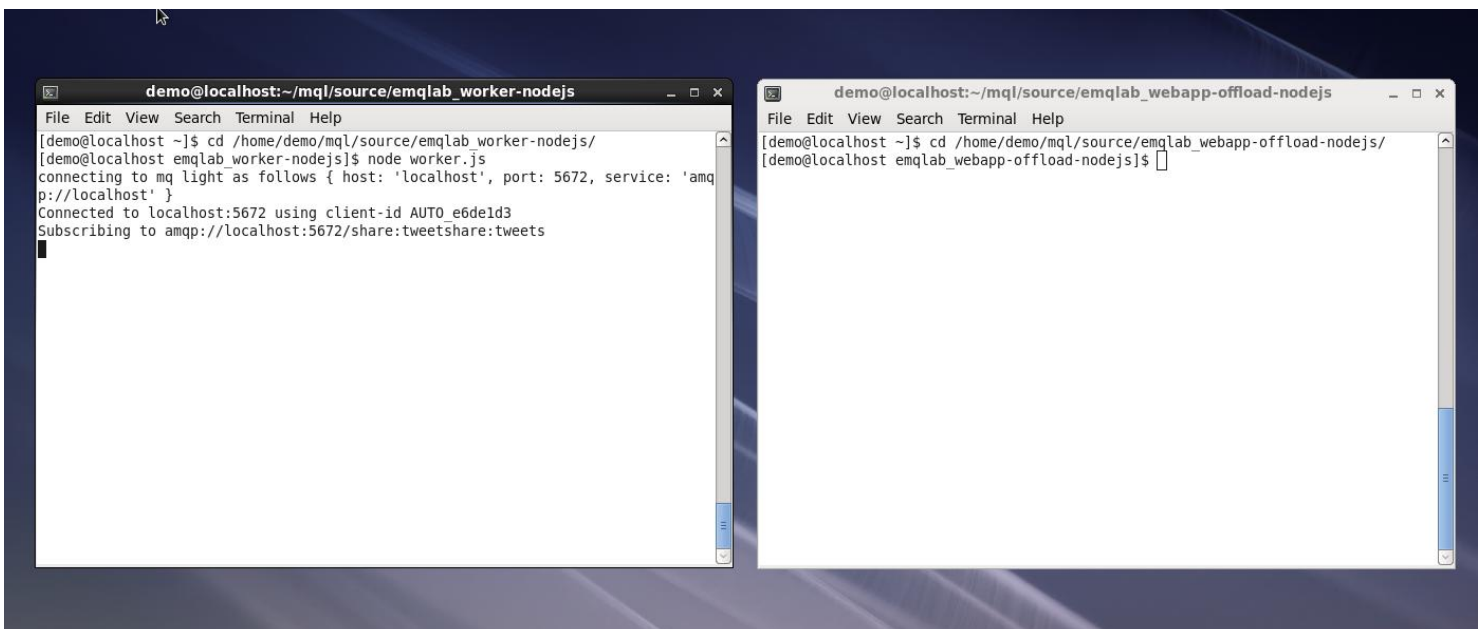 demo@localhost:~/mql/source/emqlab_worker-nodejs
File Edit View Search Terminal Help
[demo@localhost ~]$ cd /home/demo/mql/source/emqlab_worker-nodejs/
[demo@localhost emqlab_worker-nodejs]$ node worker.js
connecting to mq light as follows { host: 'localhost', port: 5672, service: 'amq
p://localhost' }
Connected to localhost:5672 using client-id AUTO_e6de1d3
Subscribing to amqp://localhost:5672/share:tweetshare:tweets
demo@localhost:~/mql/source/emqlab_webapp-offload-nodejs
File Edit View Search Terminal Help
[demo@localhost ~]$ cd /home/demo/mql/source/emqlab_webapp-offload-nodejs/
[demo@localhost emqlab_webapp-offload-nodejs]$